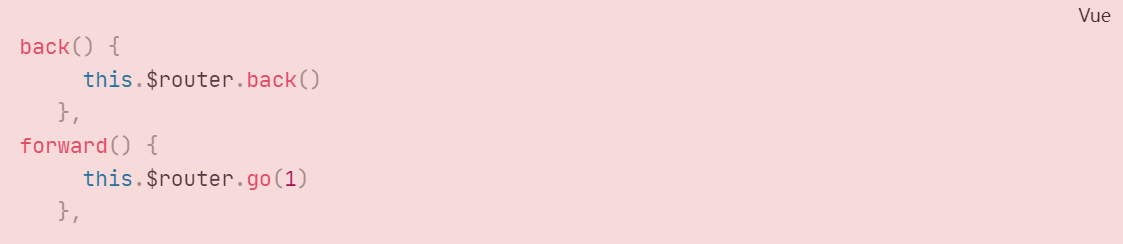 Vue
back() {
     this.$router.back()
   },
forward() {
     this.$router.go(1)
   },